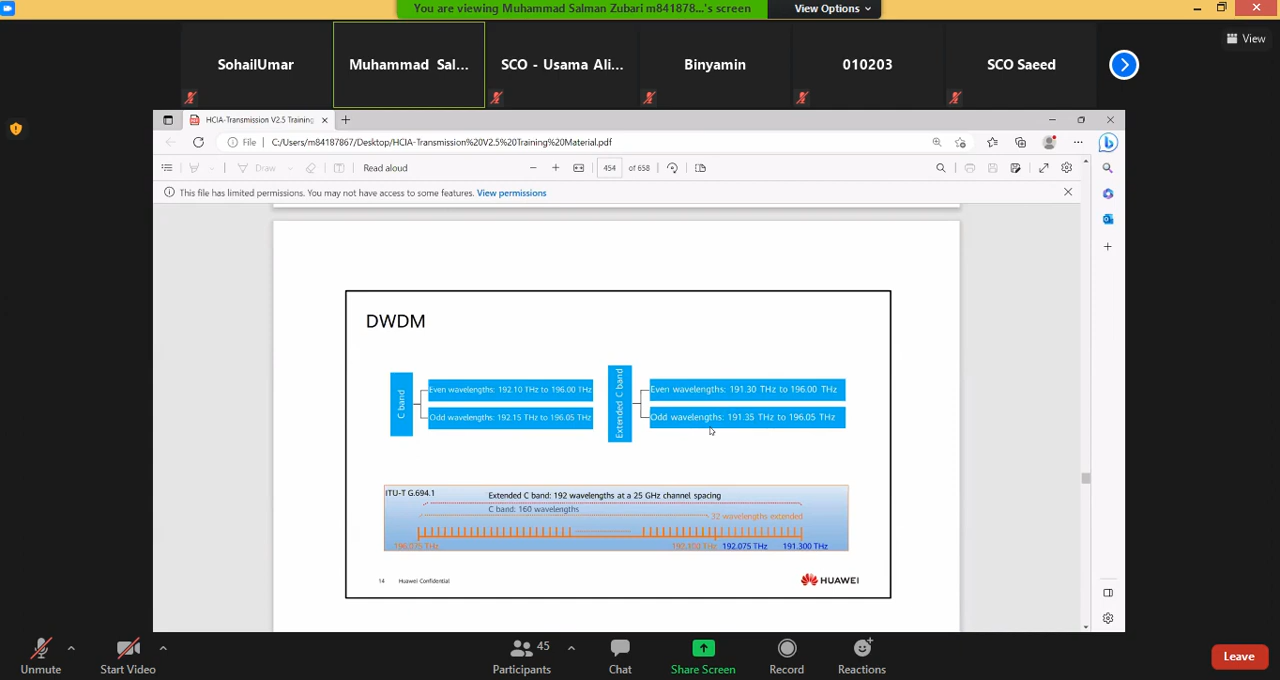 You are viewing Muhammad Salman Zubari m841878...'s screen
View Options
View
SohailUmar
Muhammad Sal...
SCO - Usama Ali...
Binyamin
010203
SCO Saeed
HCIA-Transmission V2.5 Training
File
C:/Users/m84187867/Desktop/HCIA-Transmission%20V2.5%20Training%20Material.pdf
Draw
Read aloud
454
of 658
This file has limited permissions. You may not have access to some features. View permissions
DWDM
C band
Even wavelengths: 192.10 THz to 196.00 THz
Odd wavelengths: 192.15 THz to 196.05 THz
Extended C band
Even wavelengths: 191.30 THz to 196.00 THz
Odd wavelengths: 191.35 THz to 196.05 THz
ITU-T G.694.1
Extended C band: 192 wavelengths at a 25 GHz channel spacing
C band: 160 wavelengths
32 wavelengths extended
THz
THz
192.075 THz
191.300 THz
14
Huawei Confidential
HUAWEI
Unmute
Start Video
45
Participants
Chat
Share Screen
Record
Reactions
Leave